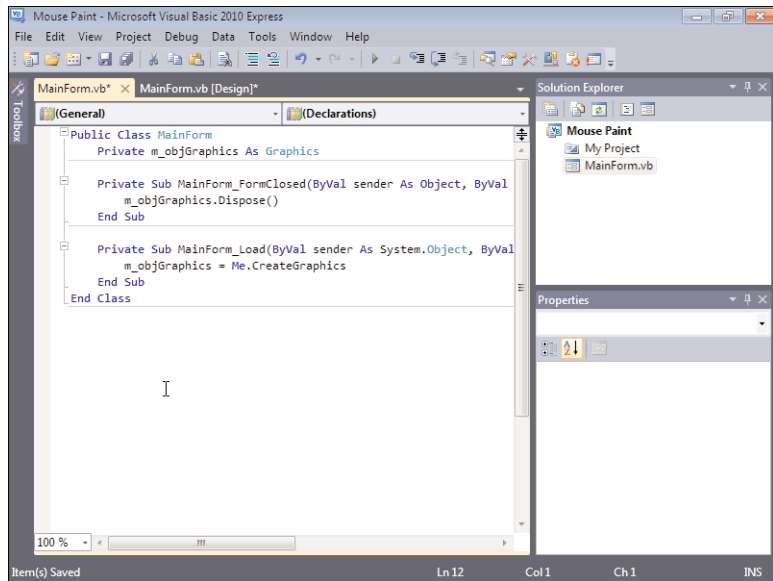 Mouse Paint - Microsoft Visual Basic 2010 Express
File Edit View Project Debug Data Tools Window Help
MainForm.vb* MainForm.vb [Design]*
(General) (Declarations)
Public Class MainForm
Private m_objGraphics As Graphics
Private Sub MainForm_FormClosed(ByVal sender As Object, ByVal
m_objGraphics.Dispose()
End Sub
Private Sub MainForm_Load(ByVal sender As System.Object, ByVal
m_objGraphics = Me.CreateGraphics
End Sub
End Class
100 %
Toolbox
Solution Explorer
Mouse Paint
My Project
MainForm.vb
Properties
Item(s) Saved Ln 12 Col 1 Ch 1 INS